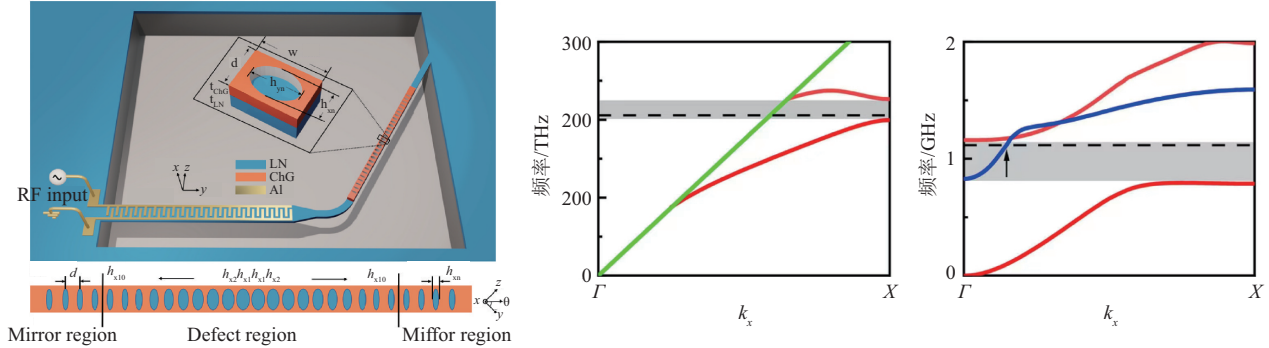 w
d
t_ChG
t_LN
h_yn
h_xn
LN
ChG
Al
x z
y
RF input
h_x10
d
h_x2 h_x1 h_x1 h_x2
h_x10
h_xn
z
x
θ
y
Mirror region
Defect region
Miffor region
300
200
200
0
频率/THz
Γ
X
k_x
2
1
0
频率/GHz
Γ
X
k_x